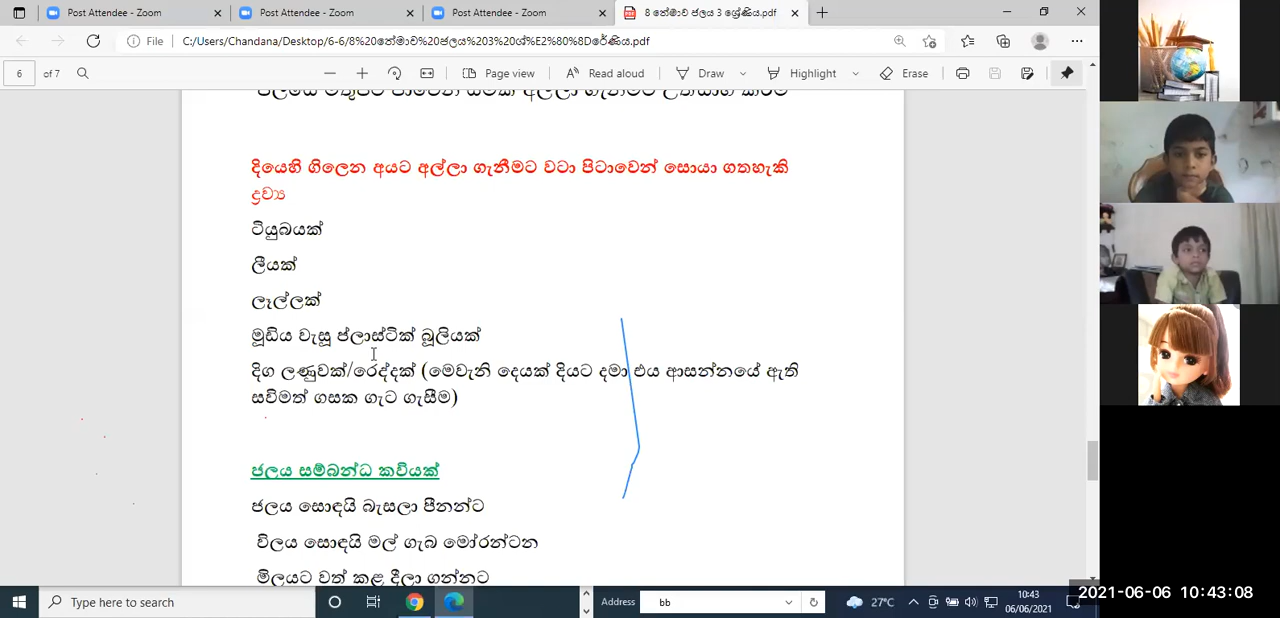 Post Attendee - Zoom
Post Attendee - Zoom
Post Attendee - Zoom
8 තේමාව ජලය 3 ශ්‍රේණිය.pdf
File
C:/Users/Chandana/Desktop/6-6/8%20තේමාව%20ජලය%203%20ශ්%E2%80%8Dරේණිය.pdf
6 of 7
Page view
Read aloud
Draw
Highlight
Erase
දියෙහි ගිලෙන අයට අල්ලා ගැනීමට වටා පිටාවෙන් සොයා ගතහැකි
ද්‍රව්‍ය
ටියුබයක්
ලීයක්
ලෑල්ලක්
මූඩිය වැසූ ප්ලාස්ටික් බූලියක්
දිග ලණුවක්/රෙද්දක් (මෙවැනි දෙයක් දියට දමා එය ආසන්නයේ ඇති
සවිමත් ගසක ගැට ගැසීම)
ජලය සම්බන්ධ කවියක්
ජලය සොඳයි බැසලා පීනන්ට
විලය සොඳයි මල් ගැබ මෝරන්ටන
මිලයට වත් කළ දීලා ගන්නට
Type here to search
Address
bb
27°C
10:43
06/06/2021
2021-06-06 10:43:08